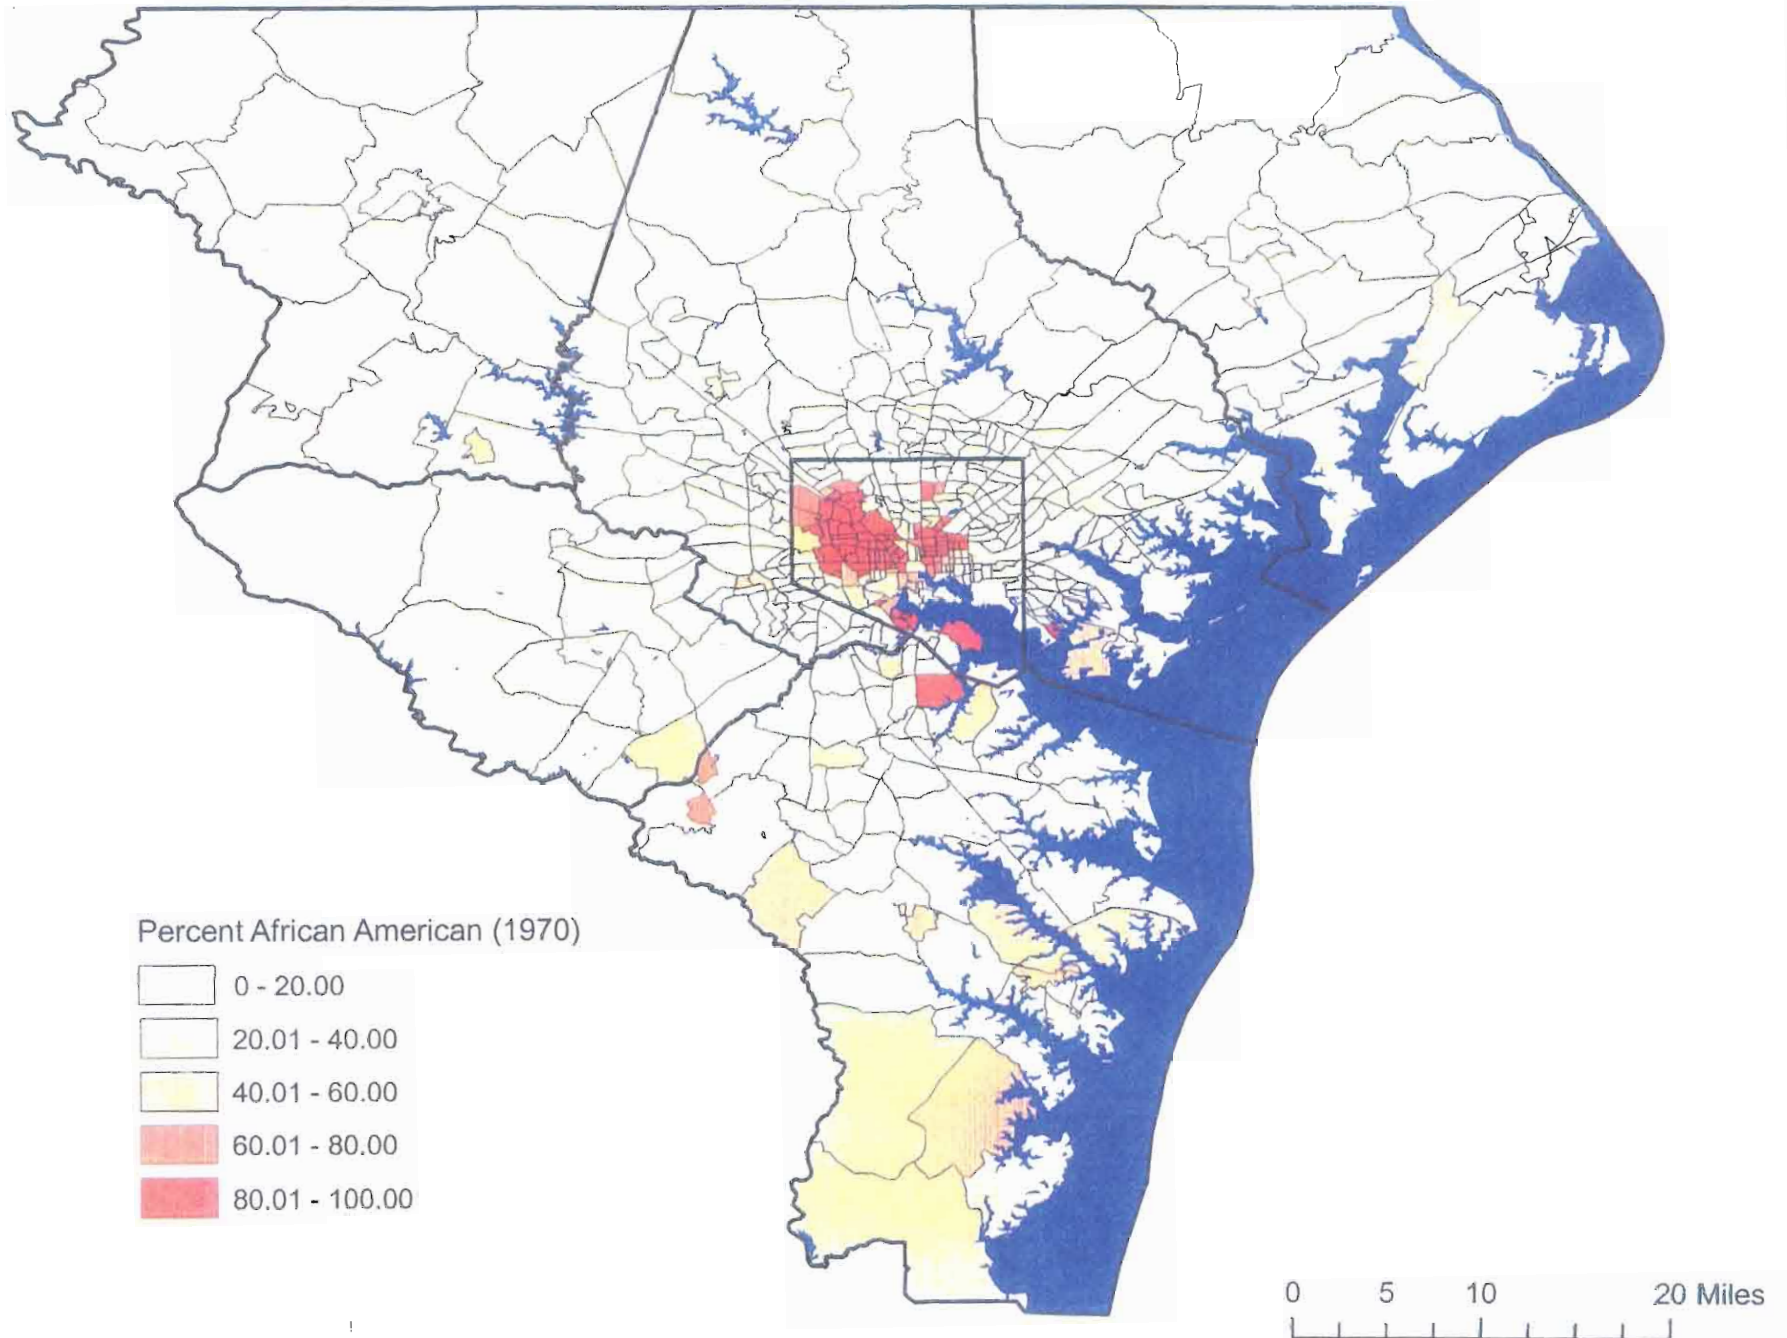 Percent African American (1970)
0 - 20.00
20.01 - 40.00
40.01 - 60.00
60.01 - 80.00
80.01 - 100.00
0 5 10 20 Miles